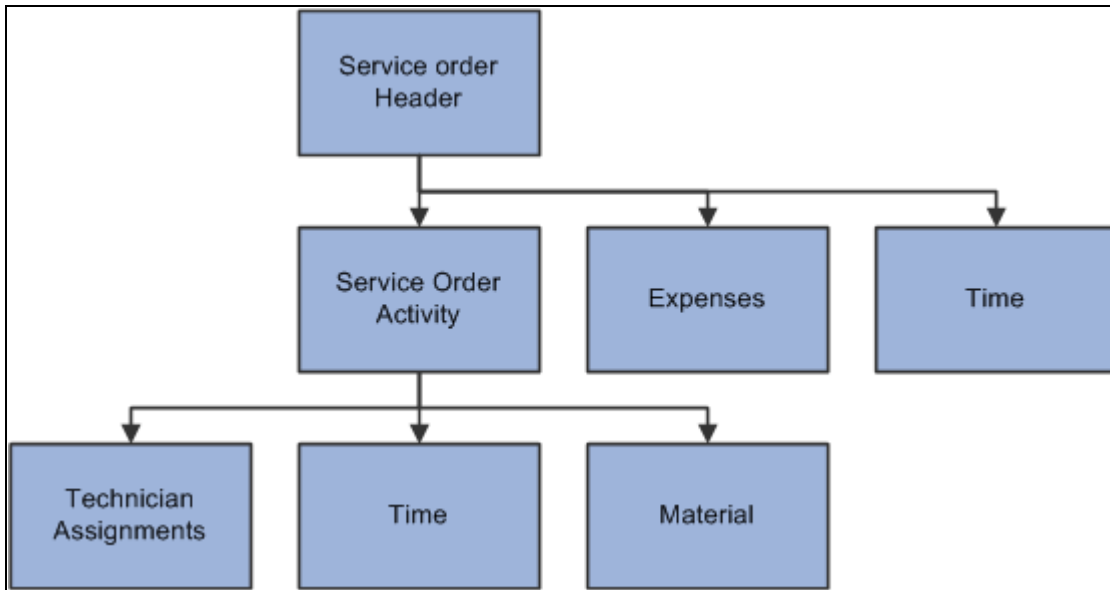 Service order
Header
Service Order
Activity
Expenses
Time
Technician
Assignments
Time
Material